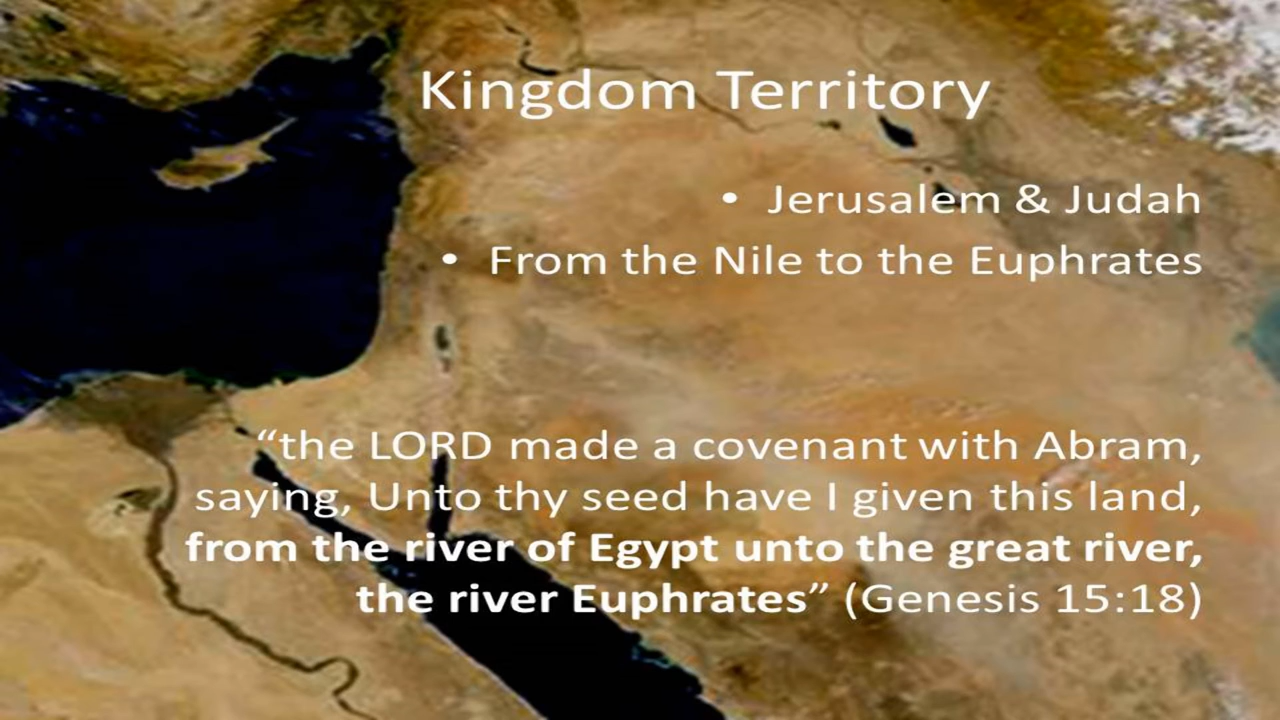 Kingdom Territory
• Jerusalem & Judah
• From the Nile to the Euphrates
“the LORD made a covenant with Abram,
saying, Unto thy seed have I given this land,
from the river of Egypt unto the great river,
the river Euphrates” (Genesis 15:18)